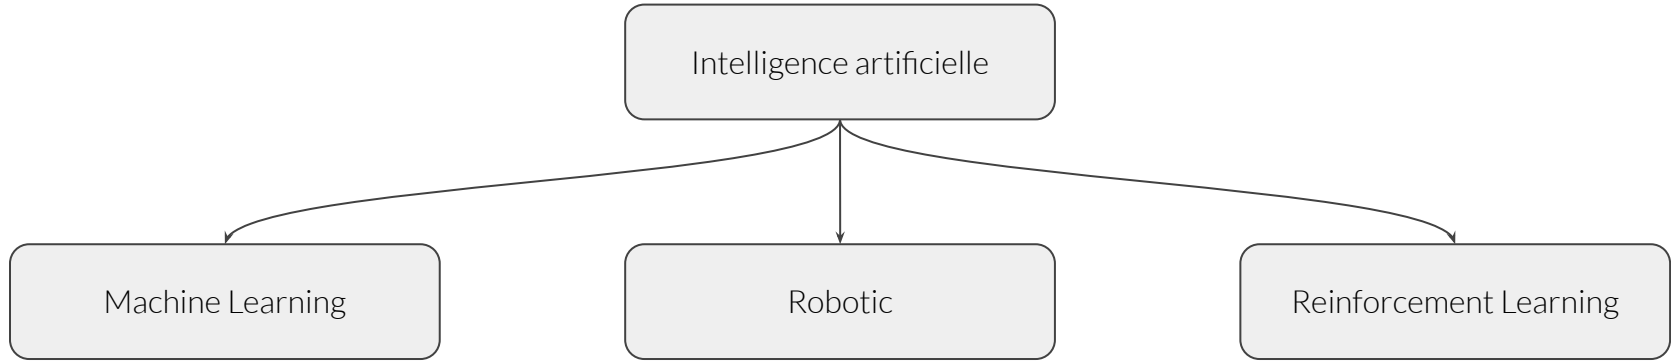 Intelligence artificielle
Machine Learning
Robotic
Reinforcement Learning